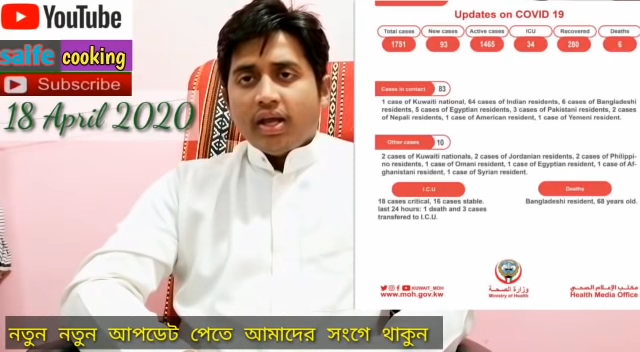 YouTube
saife cooking
Subscribe
18 April 2020
Updates on COVID 19
Total cases New cases Active cases ICU Recovered Deaths
1751 93 1465 34 280 6
Cases in contact 83
1 case of Kuwaiti national, 64 cases of Indian residents, 6 cases of Bangladeshi
residents, 5 cases of Egyptian residents, 3 cases of Pakistani residents, 2 cases
of Nepali residents, 1 case of American resident, 1 case of Yemeni resident.
Other cases 10
2 cases of Kuwaiti nationals, 2 cases of Jordanian residents, 2 cases of Philippi-
no residents, 1 case of Omani resident, 1 case of Egyptian resident, 1 case of Af-
ghanistani resident, 1 case of Syrian resident.
I.C.U Deaths
18 cases critical, 16 cases stable. Bangladeshi resident, 68 years old.
last 24 hours: 1 death and 3 cases
transfered to I.C.U.
KUWAIT_MOH وزارة الصحة مكتب الإعلام الصحي
www.moh.gov.kw Ministry of Health Health Media Office
নতুন নতুন আপডেট পেতে আমাদের সংগে থাকুন